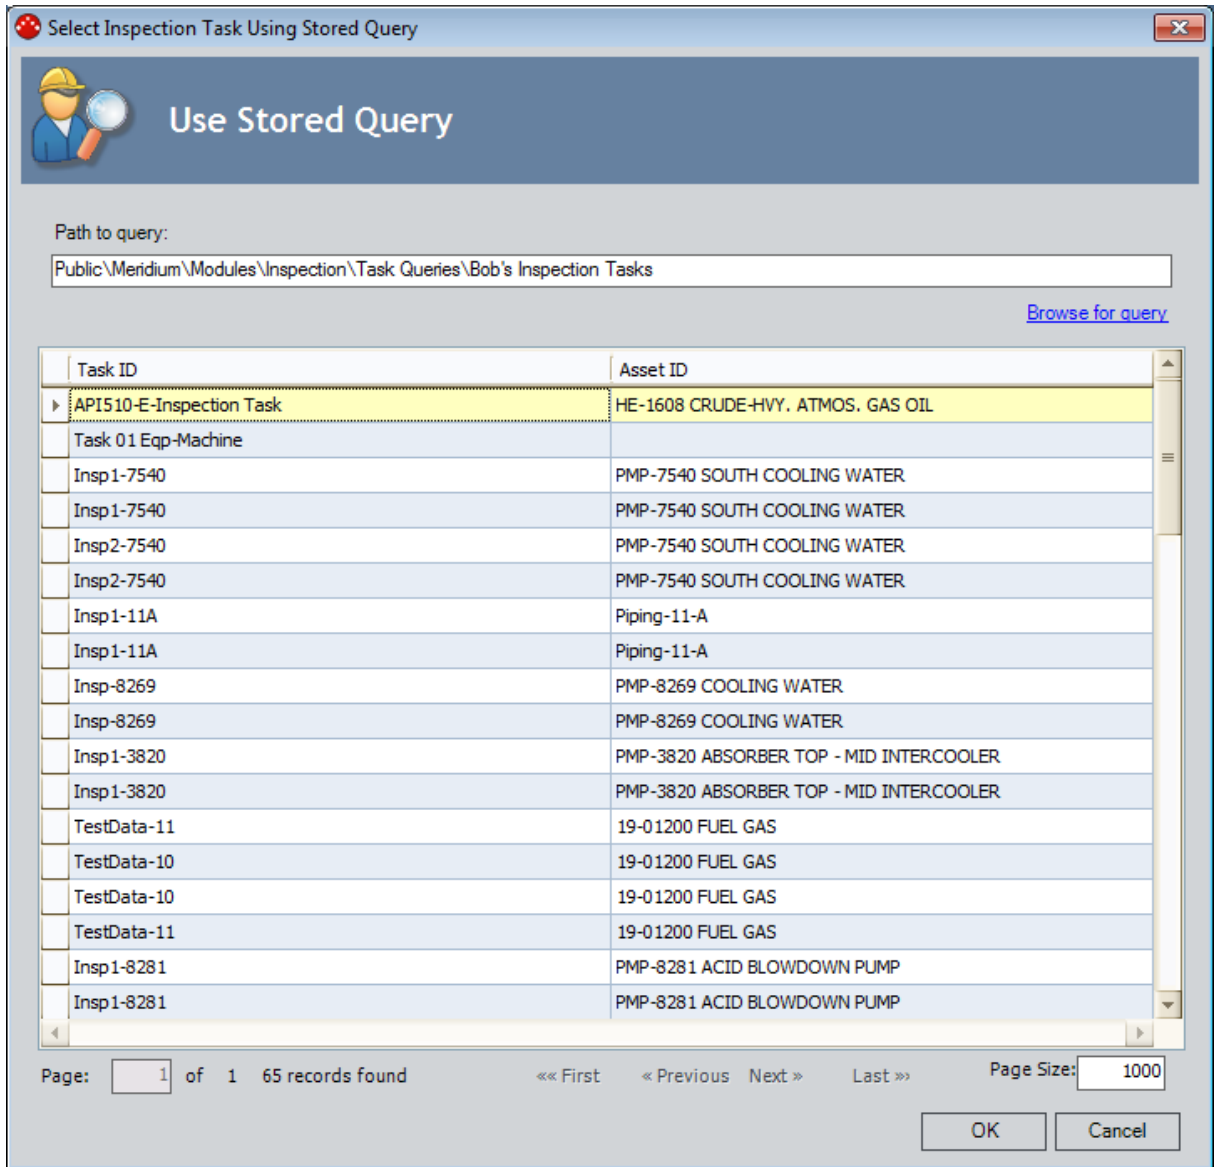 Select Inspection Task Using Stored Query
Use Stored Query
Path to query:
Public\Meridium\Modules\Inspection\Task Queries\Bob's Inspection Tasks
Browse for query
Task ID Asset ID
API510-E-Inspection Task HE-1608 CRUDE-HVY. ATMOS. GAS OIL
Task 01 Eqp-Machine
Insp1-7540 PMP-7540 SOUTH COOLING WATER
Insp1-7540 PMP-7540 SOUTH COOLING WATER
Insp2-7540 PMP-7540 SOUTH COOLING WATER
Insp2-7540 PMP-7540 SOUTH COOLING WATER
Insp1-11A Piping-11-A
Insp1-11A Piping-11-A
Insp-8269 PMP-8269 COOLING WATER
Insp-8269 PMP-8269 COOLING WATER
Insp1-3820 PMP-3820 ABSORBER TOP - MID INTERCOOLER
Insp1-3820 PMP-3820 ABSORBER TOP - MID INTERCOOLER
TestData-11 19-01200 FUEL GAS
TestData-10 19-01200 FUEL GAS
TestData-10 19-01200 FUEL GAS
TestData-11 19-01200 FUEL GAS
Insp1-8281 PMP-8281 ACID BLOWDOWN PUMP
Insp1-8281 PMP-8281 ACID BLOWDOWN PUMP
Page: 1 of 1 65 records found «« First « Previous Next » Last »» Page Size: 1000
OK Cancel